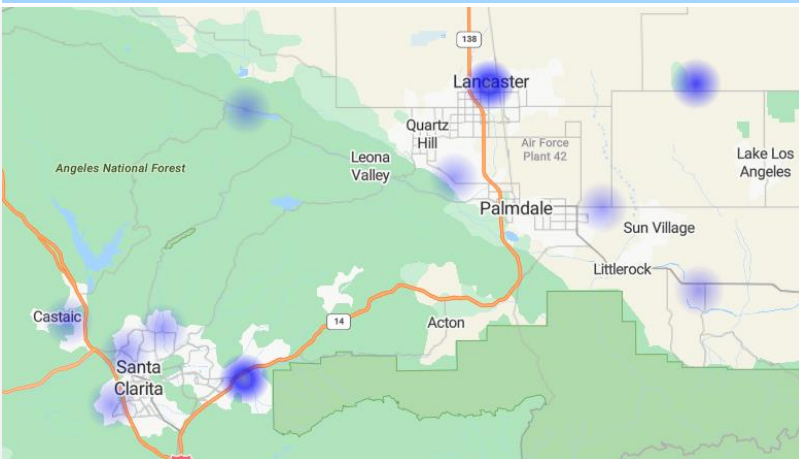 138
Lancaster
Quartz
Hill
Air Force
Plant 42
Leona
Valley
Lake Los
Angeles
Angeles National Forest
Palmdale
Sun Village
Littlerock
Castaic
14
Acton
Santa
Clarita